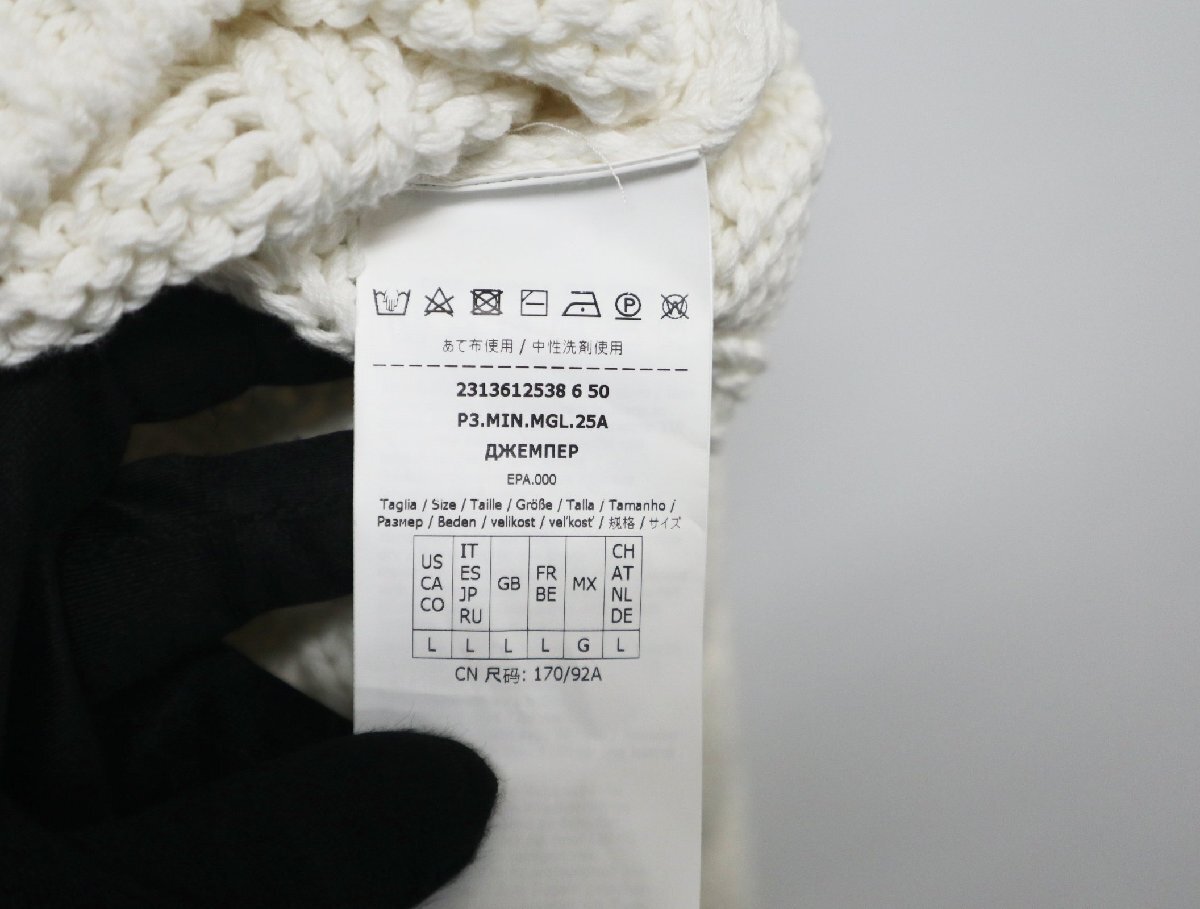 あて布使用 / 中性洗剤使用
2313612538 6 50
P3.MIN.MGL.25A
ДЖЕМПЕР
EPA.000
Taglia / Size / Taille / Größe / Talla / Tamanho /
Размер / Beden / velikost / veľkosť / 规格 / サイズ
US CA CO IT ES JP RU GB FR BE MX CH AT NL DE
L L L L G L
CN 尺码: 170/92A